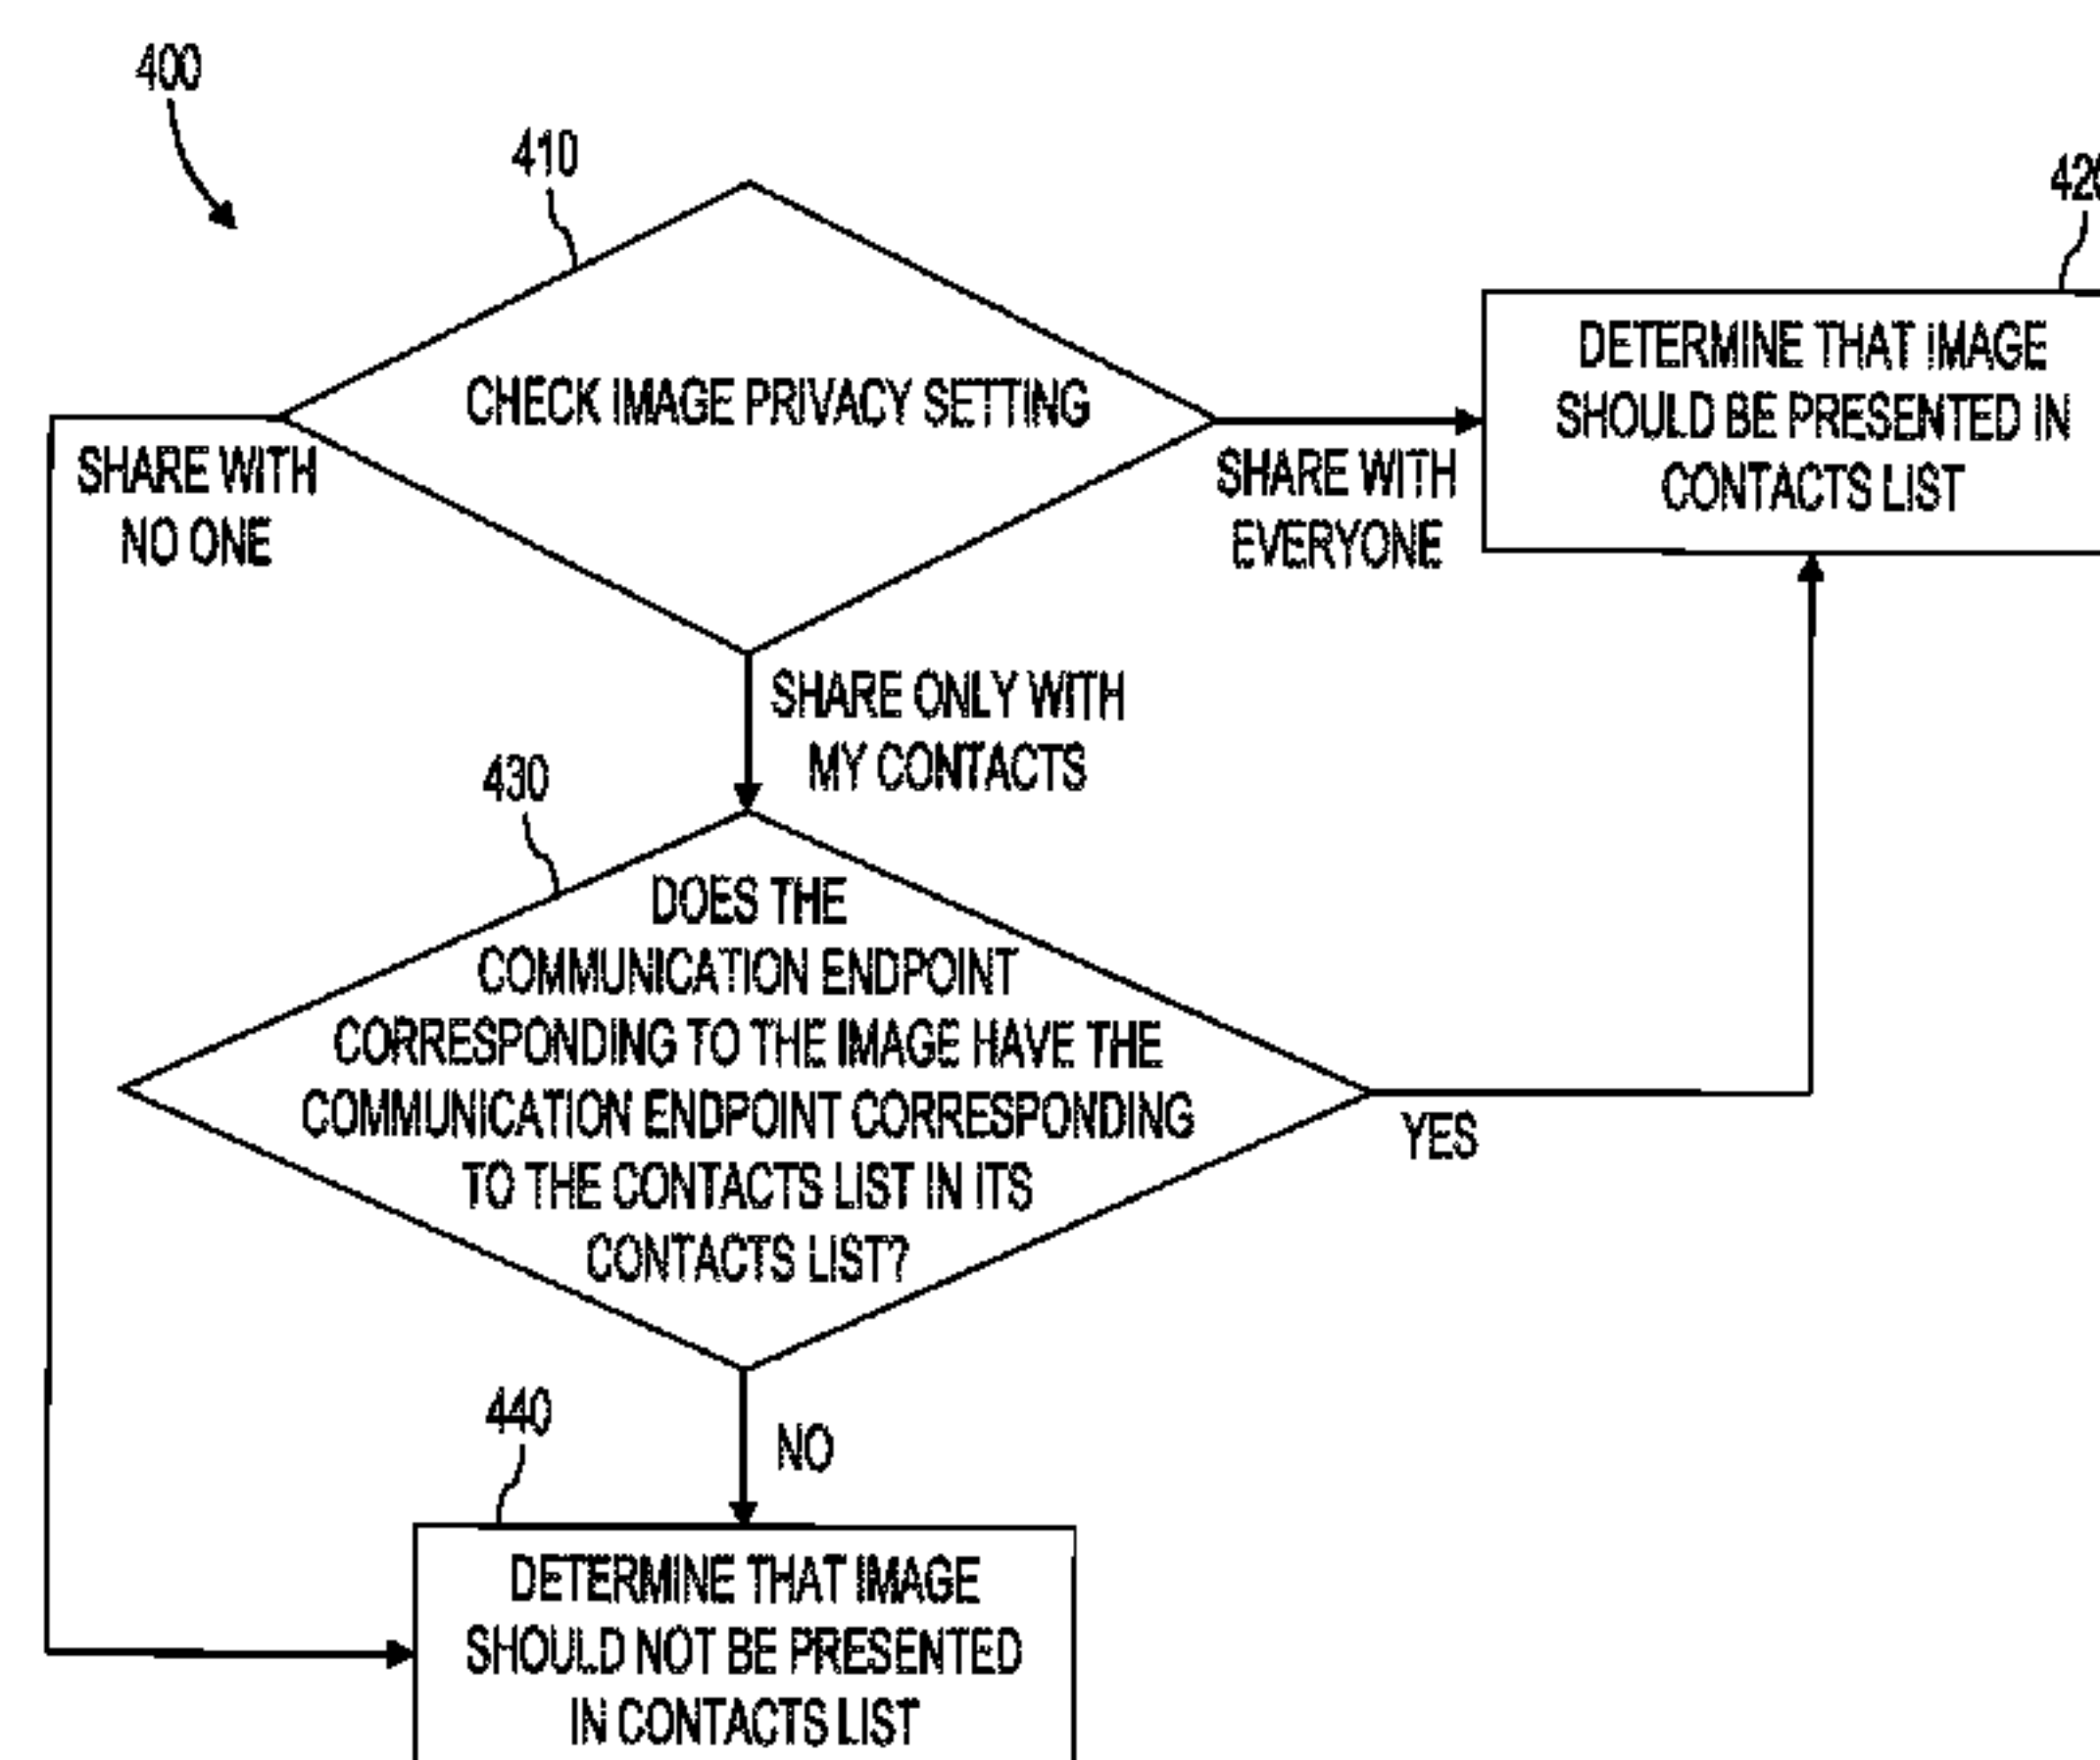 400
410
CHECK IMAGE PRIVACY SETTING
SHARE WITH
NO ONE
SHARE WITH
EVERYONE
DETERMINE THAT IMAGE
SHOULD BE PRESENTED IN
CONTACTS LIST
SHARE ONLY WITH
MY CONTACTS
430
DOES THE
COMMUNICATION ENDPOINT
CORRESPONDING TO THE IMAGE HAVE THE
COMMUNICATION ENDPOINT CORRESPONDING
TO THE CONTACTS LIST IN ITS
CONTACTS LIST?
YES
NO
440
DETERMINE THAT IMAGE
SHOULD NOT BE PRESENTED
IN CONTACTS LIST